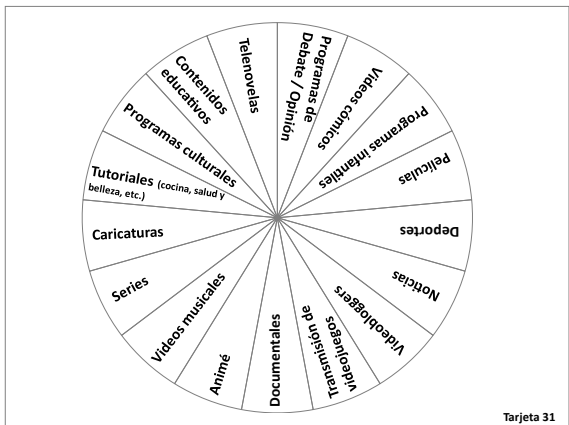 Programas de
Debate / Opinión
Videos cómicos
Programas infantiles
Películas
Deportes
Noticias
Videobloggers
Transmisión de
videojuegos
Documentales
Animé
Videos musicales
Series
Caricaturas
Tutoriales (cocina, salud y
belleza, etc.)
Programas culturales
Contenidos
educativos
Telenovelas
Tarjeta 31